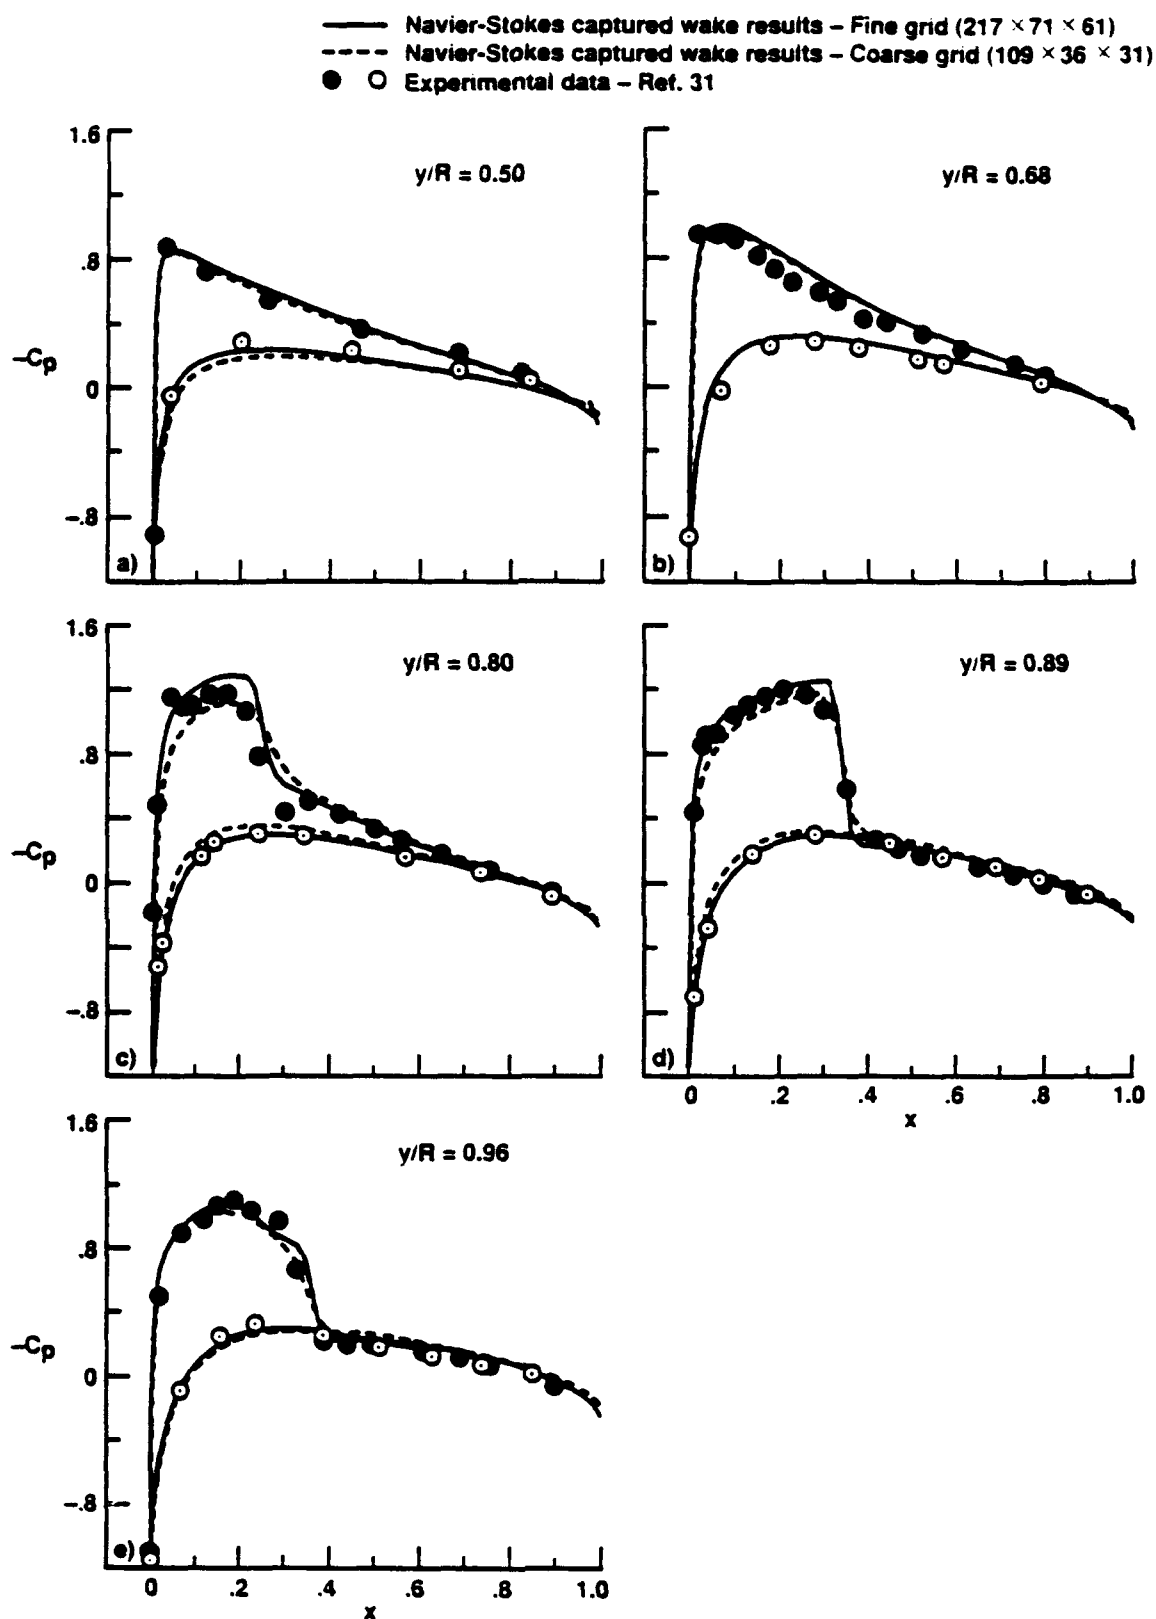 Navier-Stokes captured wake results – Fine grid (217 × 71 × 61)
Navier-Stokes captured wake results – Coarse grid (109 × 36 × 31)
Experimental data – Ref. 31
1.6
.8
–Cp
0
–.8
a)
y/R = 0.50
b)
y/R = 0.68
1.6
.8
–Cp
0
–.8
c)
y/R = 0.80
d)
y/R = 0.89
0 .2 .4 .6 .8 1.0
x
1.6
.8
–Cp
0
–.8
e)
y/R = 0.96
0 .2 .4 .6 .8 1.0
x